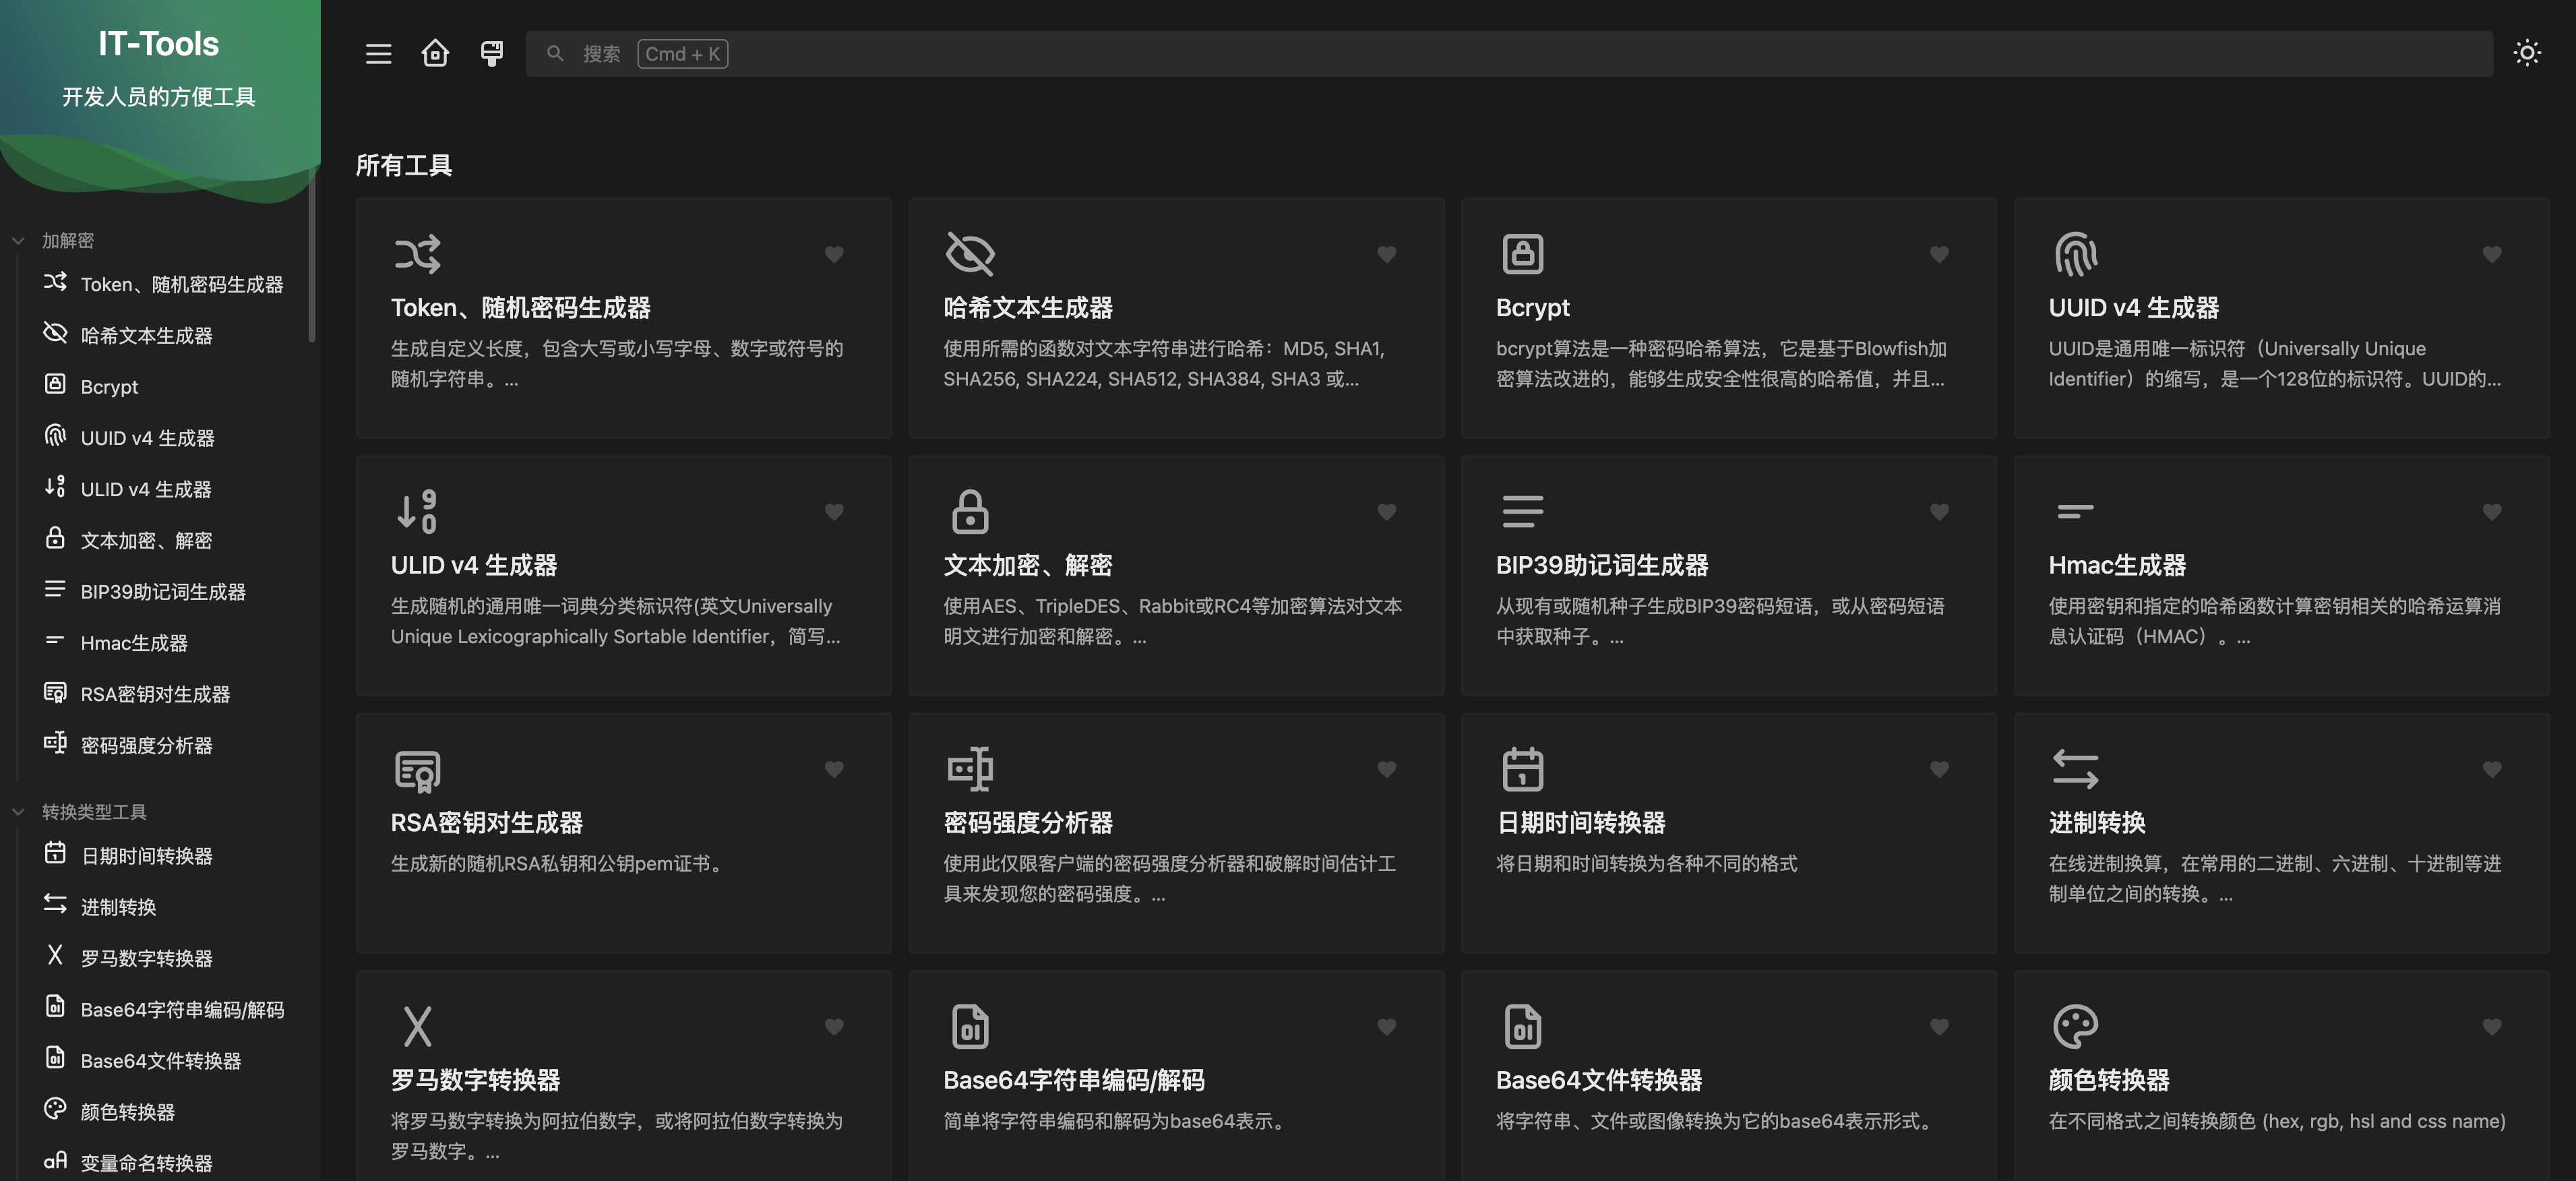 IT-Tools
开发人员的方便工具
加解密
Token、随机密码生成器
哈希文本生成器
Bcrypt
UUID v4 生成器
ULID v4 生成器
文本加密、解密
BIP39助记词生成器
Hmac生成器
RSA密钥对生成器
密码强度分析器
转换类型工具
日期时间转换器
进制转换
罗马数字转换器
Base64字符串编码/解码
Base64文件转换器
颜色转换器
变量命名转换器
搜索 Cmd + K
所有工具
Token、随机密码生成器
生成自定义长度，包含大写或小写字母、数字或符号的
随机字符串。...
哈希文本生成器
使用所需的函数对文本字符串进行哈希：MD5, SHA1,
SHA256, SHA224, SHA512, SHA384, SHA3 或...
Bcrypt
bcrypt算法是一种密码哈希算法，它是基于Blowfish加
密算法改进的，能够生成安全性很高的哈希值，并且...
UUID v4 生成器
UUID是通用唯一标识符（Universally Unique
Identifier）的缩写，是一个128位的标识符。UUID的...
ULID v4 生成器
生成随机的通用唯一词典分类标识符(英文Universally
Unique Lexicographically Sortable Identifier，简写...
文本加密、解密
使用AES、TripleDES、Rabbit或RC4等加密算法对文本
明文进行加密和解密。...
BIP39助记词生成器
从现有或随机种子生成BIP39密码短语，或从密码短语
中获取种子。...
Hmac生成器
使用密钥和指定的哈希函数计算密钥相关的哈希运算消
息认证码（HMAC）。...
RSA密钥对生成器
生成新的随机RSA私钥和公钥pem证书。
密码强度分析器
使用此仅限客户端的密码强度分析器和破解时间估计工
具来发现您的密码强度。...
日期时间转换器
将日期和时间转换为各种不同的格式
进制转换
在线进制换算，在常用的二进制、六进制、十进制等进
制单位之间的转换。...
罗马数字转换器
将罗马数字转换为阿拉伯数字，或将阿拉伯数字转换为
罗马数字。...
Base64字符串编码/解码
简单将字符串编码和解码为base64表示。
Base64文件转换器
将字符串、文件或图像转换为它的base64表示形式。
颜色转换器
在不同格式之间转换颜色 (hex, rgb, hsl and css name)